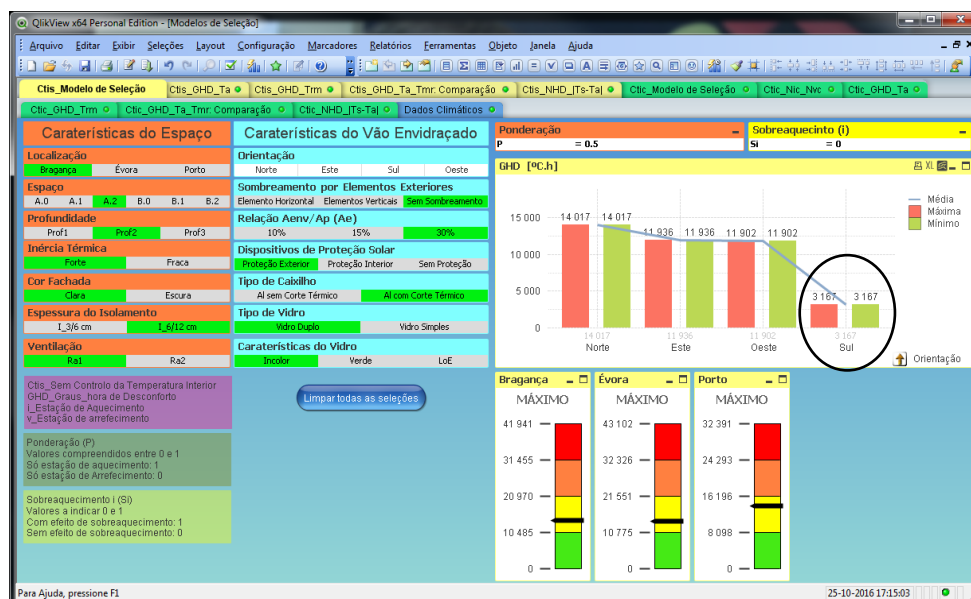 QlikView x64 Personal Edition - [Modelos de Seleção]
Arquivo Editar Exibir Seleções Layout Configuração Marcadores Relatórios Ferramentas Objeto Janela Ajuda
Ctis_Modelo de Seleção Ctis_GHD_Ta Ctis_GHD_Trm Ctis_GHD_Ta_Tmr: Comparação Ctis_NHD_|Ts-Ta| Ctic_Modelo de Seleção Ctic_Nic_Nvc Ctic_GHD_Ta
Ctic_GHD_Trm Ctic_GHD_Ta_Tmr: Comparação Ctic_NHD_|Ts-Ta| Dados Climáticos
Caraterísticas do Espaço
Localização
Bragança Évora Porto
Espaço
A.0 A.1 A.2 B.0 B.1 B.2
Profundidade
Prof1 Prof2 Prof3
Inércia Térmica
Forte Fraca
Cor Fachada
Clara Escura
Espessura do Isolamento
I_3/6 cm I_6/12 cm
Ventilação
Ra1 Ra2
Ctis_Sem Controlo da Temperatura Interior
GHD_Graus_hora de Desconforto
i_Estação de Aquecimento
v_Estação de arrefecimento
Ponderação (P)
Valores compreendidos entre 0 e 1
Só estação de aquecimento: 1
Só estação de Arrefecimento: 0
Sobreaquecimento i (Si)
Valores a indicar 0 e 1
Com efeito de sobreaquecimento: 1
Sem efeito de sobreaquecimento: 0
Caraterísticas do Vão Envidraçado
Orientação
Norte Este Sul Oeste
Sombreamento por Elementos Exteriores
Elemento Horizontal Elementos Verticais Sem Sombreamento
Relação Aenv/Ap (Ae)
10% 15% 30%
Dispositivos de Proteção Solar
Proteção Exterior Proteção Interior Sem Proteção
Tipo de Caixilho
Al sem Corte Térmico Al com Corte Térmico
Tipo de Vidro
Vidro Duplo Vidro Simples
Caraterísticas do Vidro
Incolor Verde LoE
Limpar todas as seleções
Ponderação
P = 0.5
Sobreaquecinto (i)
Si = 0
GHD [ºC.h]
XL
Média
Máxima
Mínimo
15 000
10 000
5 000
0
14 017 14 017 11 936 11 936 11 902 11 902 3 167 3 167
14 017 11 936 11 902 3 167
Norte Este Oeste Sul
Orientação
Bragança
MÁXIMO
41 941
31 455
20 970
10 485
0
Évora
MÁXIMO
43 102
32 326
21 551
10 775
0
Porto
MÁXIMO
32 391
24 293
16 196
8 098
0
Para Ajuda, pressione F1
25-10-2016 17:15:03